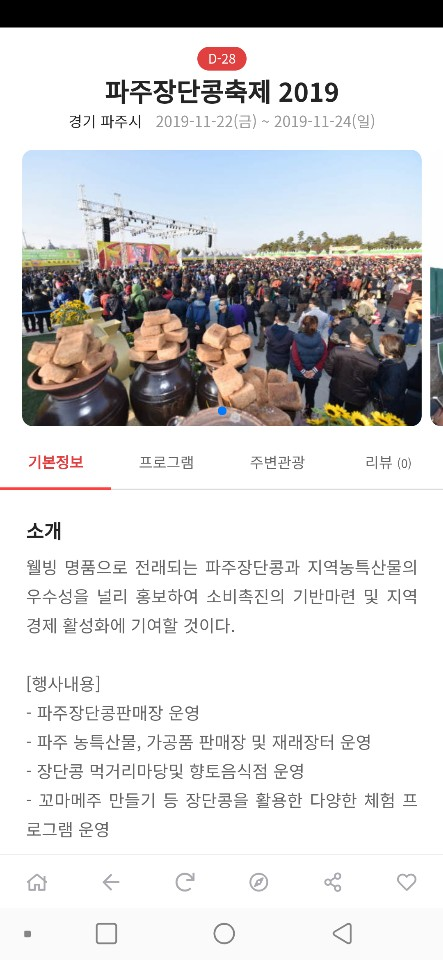 D-28
파주장단콩축제 2019
경기 파주시 2019-11-22(금) ~ 2019-11-24(일)
기본정보 프로그램 주변관광 리뷰 (0)
소개
웰빙 명품으로 전래되는 파주장단콩과 지역농특산물의
우수성을 널리 홍보하여 소비촉진의 기반마련 및 지역
경제 활성화에 기여할 것이다.
[행사내용]
- 파주장단콩판매장 운영
- 파주 농특산물, 가공품 판매장 및 재래장터 운영
- 장단콩 먹거리마당및 향토음식점 운영
- 꼬마메주 만들기 등 장단콩을 활용한 다양한 체험 프
로그램 운영